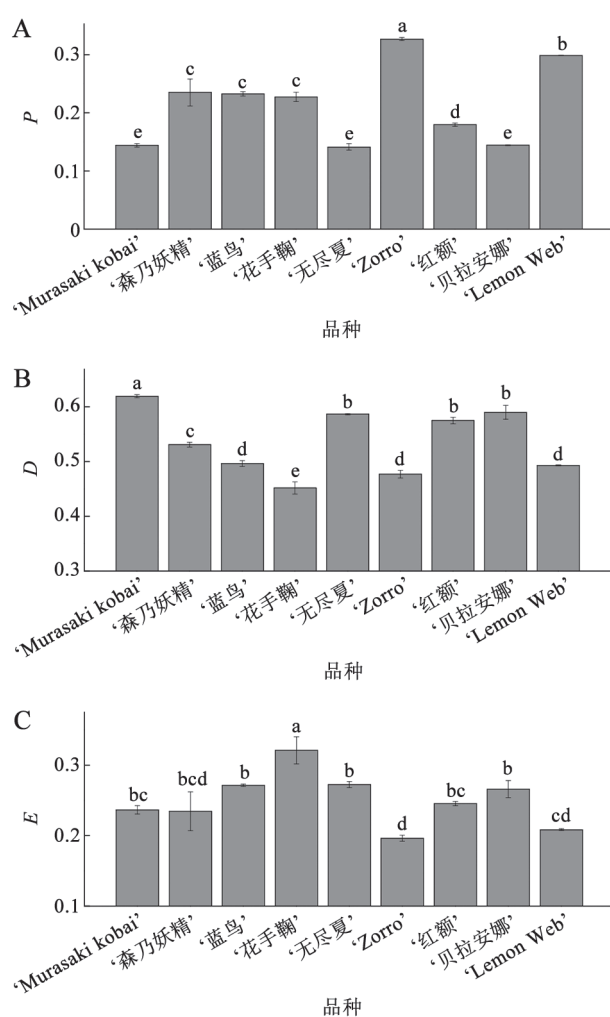 A
a
b
0.3
c
c
c
0.2
d
P
e
e
e
0.1
0
‘Murasaki kobai’
‘森乃妖精’
‘蓝鸟’
‘花手鞠’
‘无尽夏’
‘Zorro’
‘红额’
‘贝拉安娜’
‘Lemon Web’
品种
B
a
b
b
b
0.6
c
d
d
d
D
0.5
e
0.4
0.3
‘Murasaki kobai’
‘森乃妖精’
‘蓝鸟’
‘花手鞠’
‘无尽夏’
‘Zorro’
‘红额’
‘贝拉安娜’
‘Lemon Web’
品种
C
a
0.3
bc
bcd
b
b
bc
b
E
d
cd
0.2
0.1
‘Murasaki kobai’
‘森乃妖精’
‘蓝鸟’
‘花手鞠’
‘无尽夏’
‘Zorro’
‘红额’
‘贝拉安娜’
‘Lemon Web’
品种